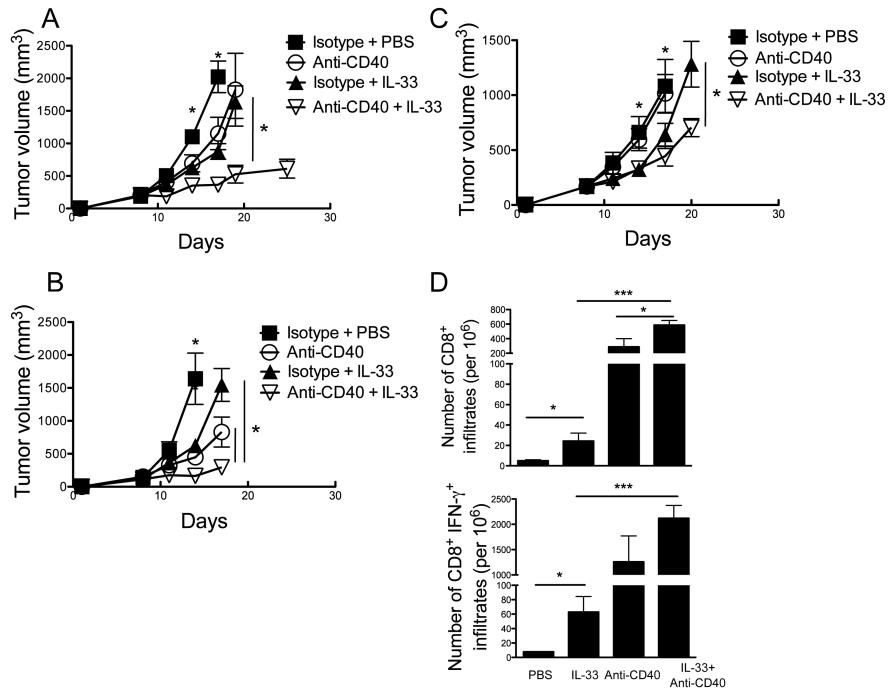 A
Tumor volume (mm³)
2500
2000
1500
1000
500
0
0
10
20
30
Days
*
*
*
Isotype + PBS
Anti-CD40
Isotype + IL-33
Anti-CD40 + IL-33
C
Tumor volume (mm³)
1500
1000
500
0
0
10
20
30
Days
*
*
*
Isotype + PBS
Anti-CD40
Isotype + IL-33
Anti-CD40 + IL-33
B
Tumor volume (mm³)
2500
2000
1500
1000
500
0
0
10
20
30
Days
*
*
Isotype + PBS
Anti-CD40
Isotype + IL-33
Anti-CD40 + IL-33
D
Number of CD8⁺
infiltrates (per 10⁶)
800
600
400
200
100
80
60
40
20
0
***
*
*
Number of CD8⁺ IFN-γ⁺
infiltrates (per 10⁶)
2500
2000
1500
1000
100
80
60
40
20
0
***
*
PBS
IL-33
Anti-CD40
IL-33+
Anti-CD40